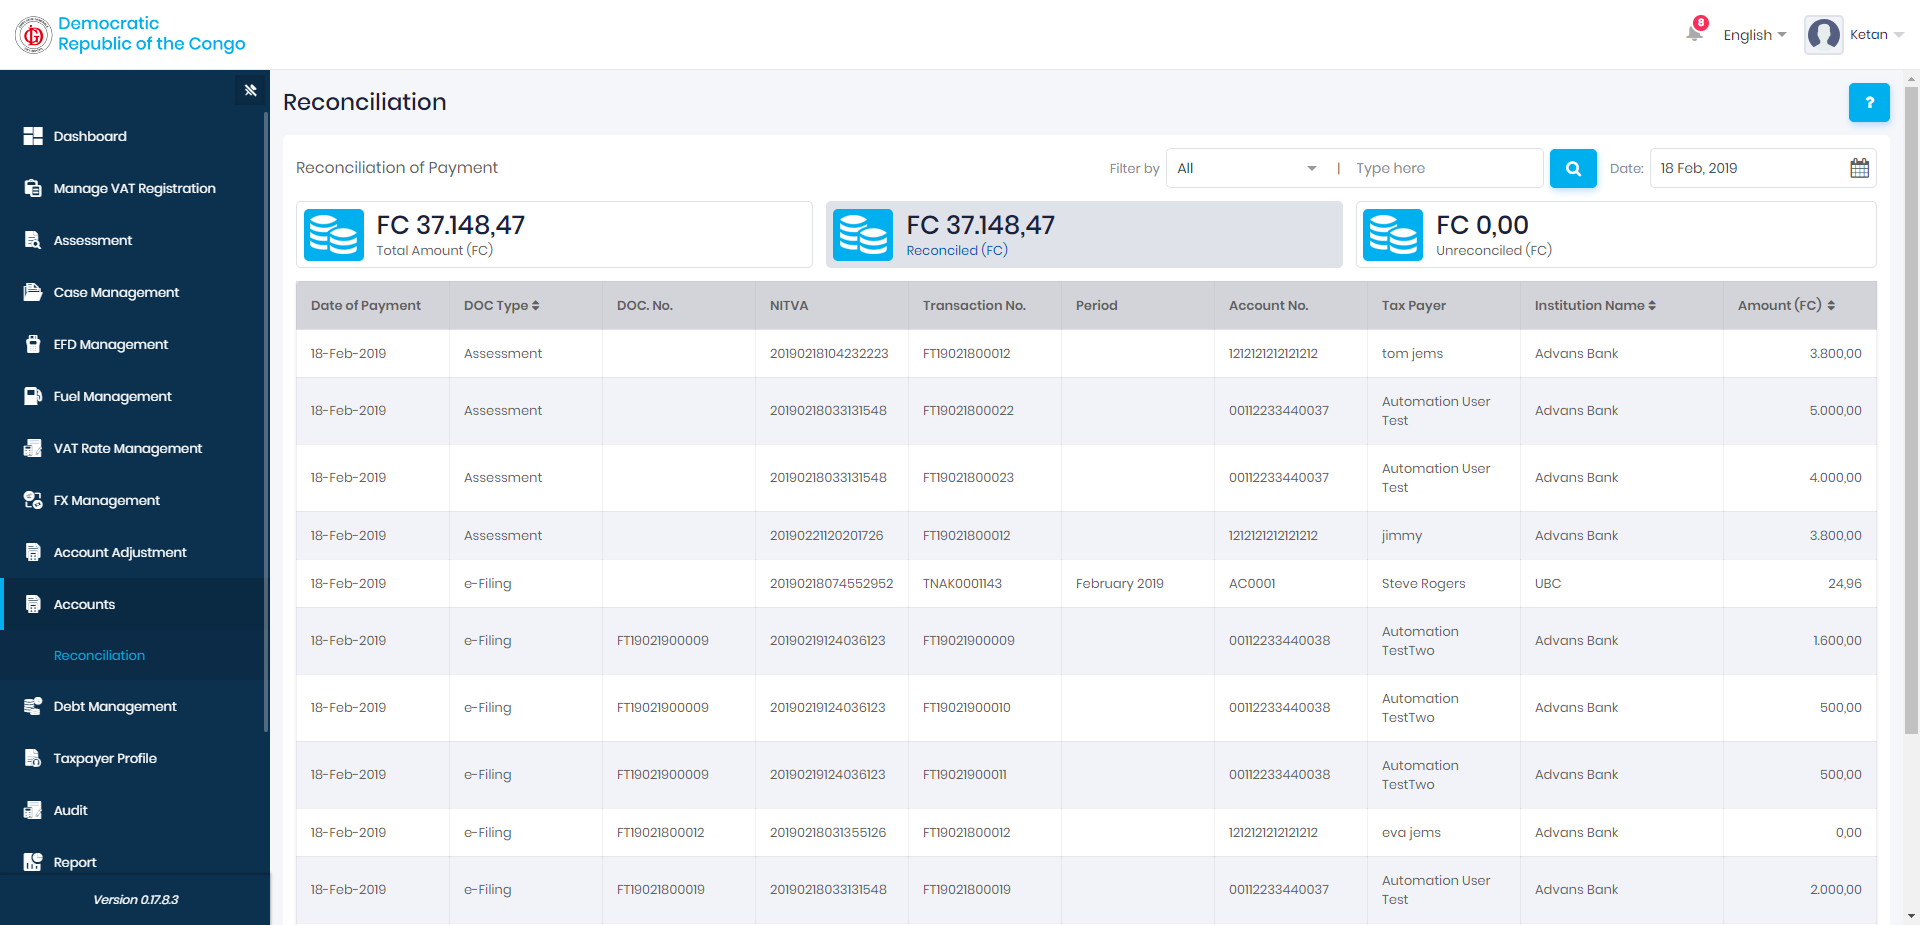 Democratic
Republic of the Congo
8
English
Ketan
Dashboard
Manage VAT Registration
Assessment
Case Management
EFD Management
Fuel Management
VAT Rate Management
FX Management
Account Adjustment
Accounts
Reconciliation
Debt Management
Taxpayer Profile
Audit
Report
Version 0.17.8.3
Reconciliation
?
Reconciliation of Payment
Filter by All | Type here Date: 18 Feb, 2019
FC 37.148,47
Total Amount (FC)
FC 37.148,47
Reconciled (FC)
FC 0,00
Unreconciled (FC)
Date of Payment DOC Type DOC. No. NITVA Transaction No. Period Account No. Tax Payer Institution Name Amount (FC)
18-Feb-2019 Assessment 20190218104232223 FT19021800012 1212121212121212 tom jems Advans Bank 3.800,00
18-Feb-2019 Assessment 20190218033131548 FT19021800022 00112233440037 Automation User Test Advans Bank 5.000,00
18-Feb-2019 Assessment 20190218033131548 FT19021800023 00112233440037 Automation User Test Advans Bank 4.000,00
18-Feb-2019 Assessment 20190221120201726 FT19021800012 1212121212121212 jimmy Advans Bank 3.800,00
18-Feb-2019 e-Filing 20190218074552952 TNAK0001143 February 2019 AC0001 Steve Rogers UBC 24,96
18-Feb-2019 e-Filing FT19021900009 20190219124036123 FT19021900009 00112233440038 Automation TestTwo Advans Bank 1.600,00
18-Feb-2019 e-Filing FT19021900009 20190219124036123 FT19021900010 00112233440038 Automation TestTwo Advans Bank 500,00
18-Feb-2019 e-Filing FT19021900009 20190219124036123 FT19021900011 00112233440038 Automation TestTwo Advans Bank 500,00
18-Feb-2019 e-Filing FT19021800012 20190218031355126 FT19021800012 1212121212121212 eva jems Advans Bank 0,00
18-Feb-2019 e-Filing FT19021800019 20190218033131548 FT19021800019 00112233440037 Automation User Test Advans Bank 2.000,00